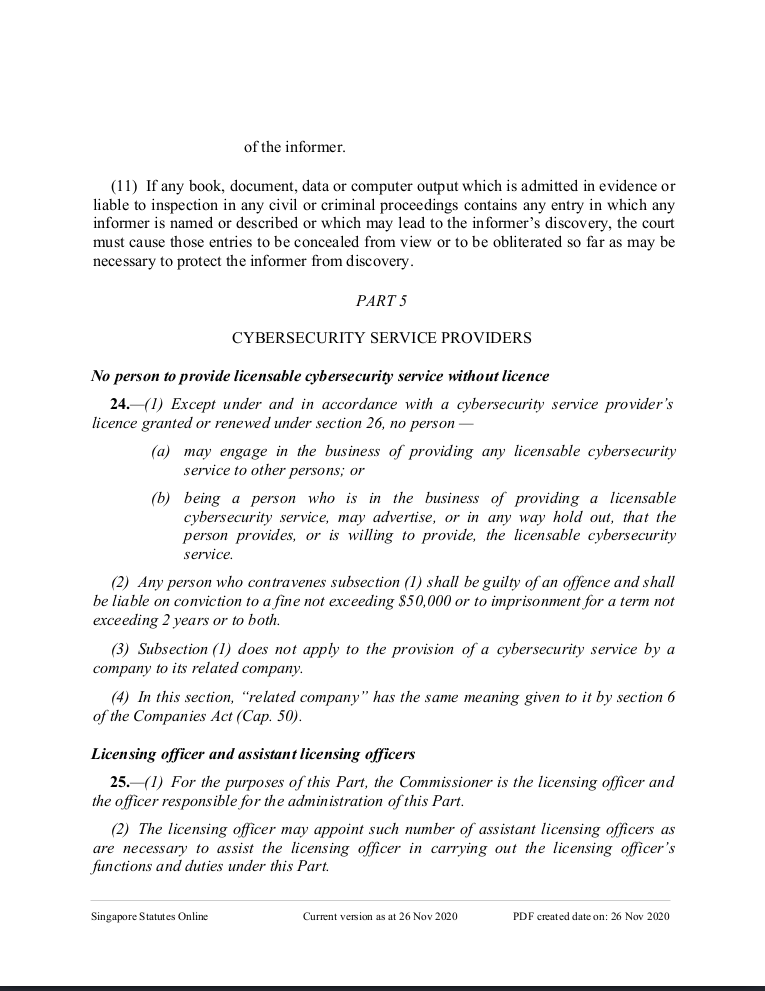 of the informer.
(11) If any book, document, data or computer output which is admitted in evidence or
liable to inspection in any civil or criminal proceedings contains any entry in which any
informer is named or described or which may lead to the informer’s discovery, the court
must cause those entries to be concealed from view or to be obliterated so far as may be
necessary to protect the informer from discovery.
PART 5
CYBERSECURITY SERVICE PROVIDERS
No person to provide licensable cybersecurity service without licence
24.—(1) Except under and in accordance with a cybersecurity service provider’s
licence granted or renewed under section 26, no person —
(a) may engage in the business of providing any licensable cybersecurity
service to other persons; or
(b) being a person who is in the business of providing a licensable
cybersecurity service, may advertise, or in any way hold out, that the
person provides, or is willing to provide, the licensable cybersecurity
service.
(2) Any person who contravenes subsection (1) shall be guilty of an offence and shall
be liable on conviction to a fine not exceeding $50,000 or to imprisonment for a term not
exceeding 2 years or to both.
(3) Subsection (1) does not apply to the provision of a cybersecurity service by a
company to its related company.
(4) In this section, “related company” has the same meaning given to it by section 6
of the Companies Act (Cap. 50).
Licensing officer and assistant licensing officers
25.—(1) For the purposes of this Part, the Commissioner is the licensing officer and
the officer responsible for the administration of this Part.
(2) The licensing officer may appoint such number of assistant licensing officers as
are necessary to assist the licensing officer in carrying out the licensing officer’s
functions and duties under this Part.
Singapore Statutes Online Current version as at 26 Nov 2020 PDF created date on: 26 Nov 2020